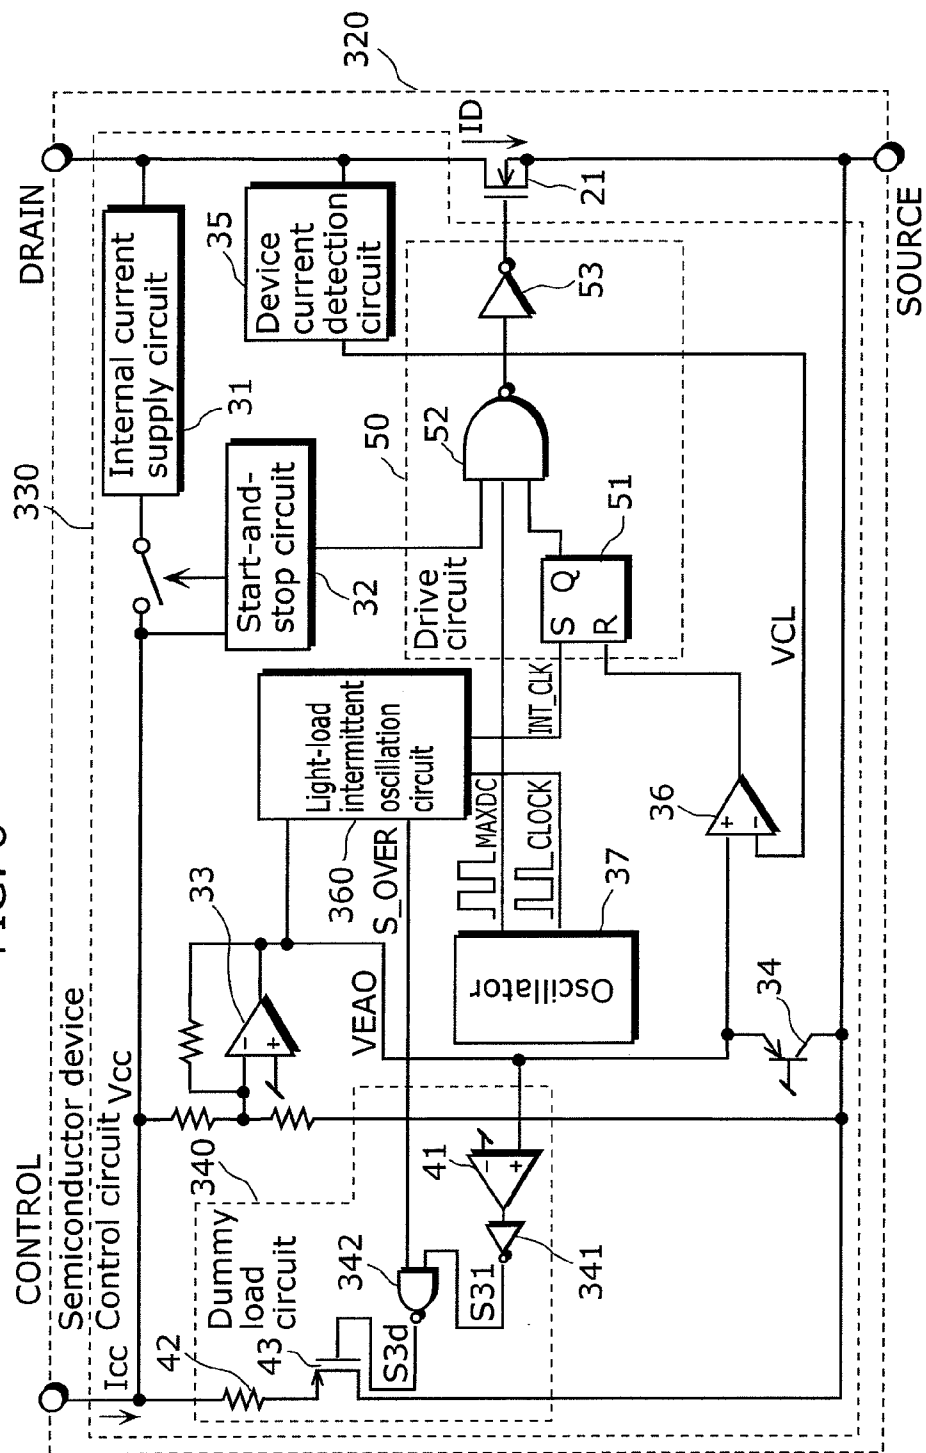 DRAIN
320
330
CONTROL
Semiconductor device
Control circuit
Icc
Vcc
ID
Internal current
supply circuit
31
35
Device
current
detection
circuit
21
Start-and-
stop circuit
32
50
52
53
Drive
circuit
S Q
R
51
33
Light-load
intermittent
oscillation
circuit
360
S_OVER
VEAO
MAXDC
CLOCK
INT_CLK
Oscillator
37
36
VCL
34
340
Dummy
load
circuit
42
43
342
S3d
S31
41
341
SOURCE